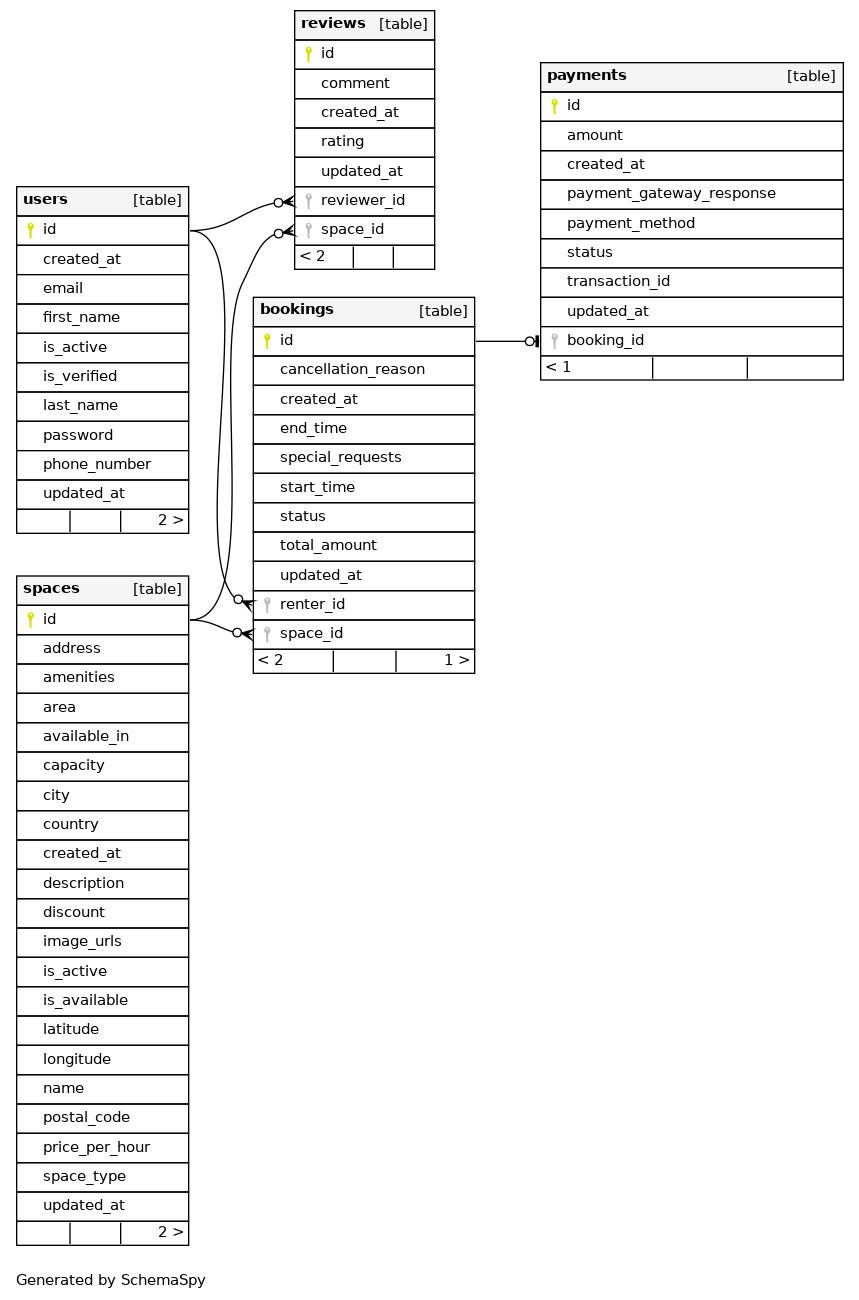 reviews [table]
id
comment
created_at
rating
updated_at
reviewer_id
space_id
< 2
payments [table]
id
amount
created_at
payment_gateway_response
payment_method
status
transaction_id
updated_at
booking_id
< 1
users [table]
id
created_at
email
first_name
is_active
is_verified
last_name
password
phone_number
updated_at
2 >
bookings [table]
id
cancellation_reason
created_at
end_time
special_requests
start_time
status
total_amount
updated_at
renter_id
space_id
< 2 1 >
spaces [table]
id
address
amenities
area
available_in
capacity
city
country
created_at
description
discount
image_urls
is_active
is_available
latitude
longitude
name
postal_code
price_per_hour
space_type
updated_at
2 >
Generated by SchemaSpy